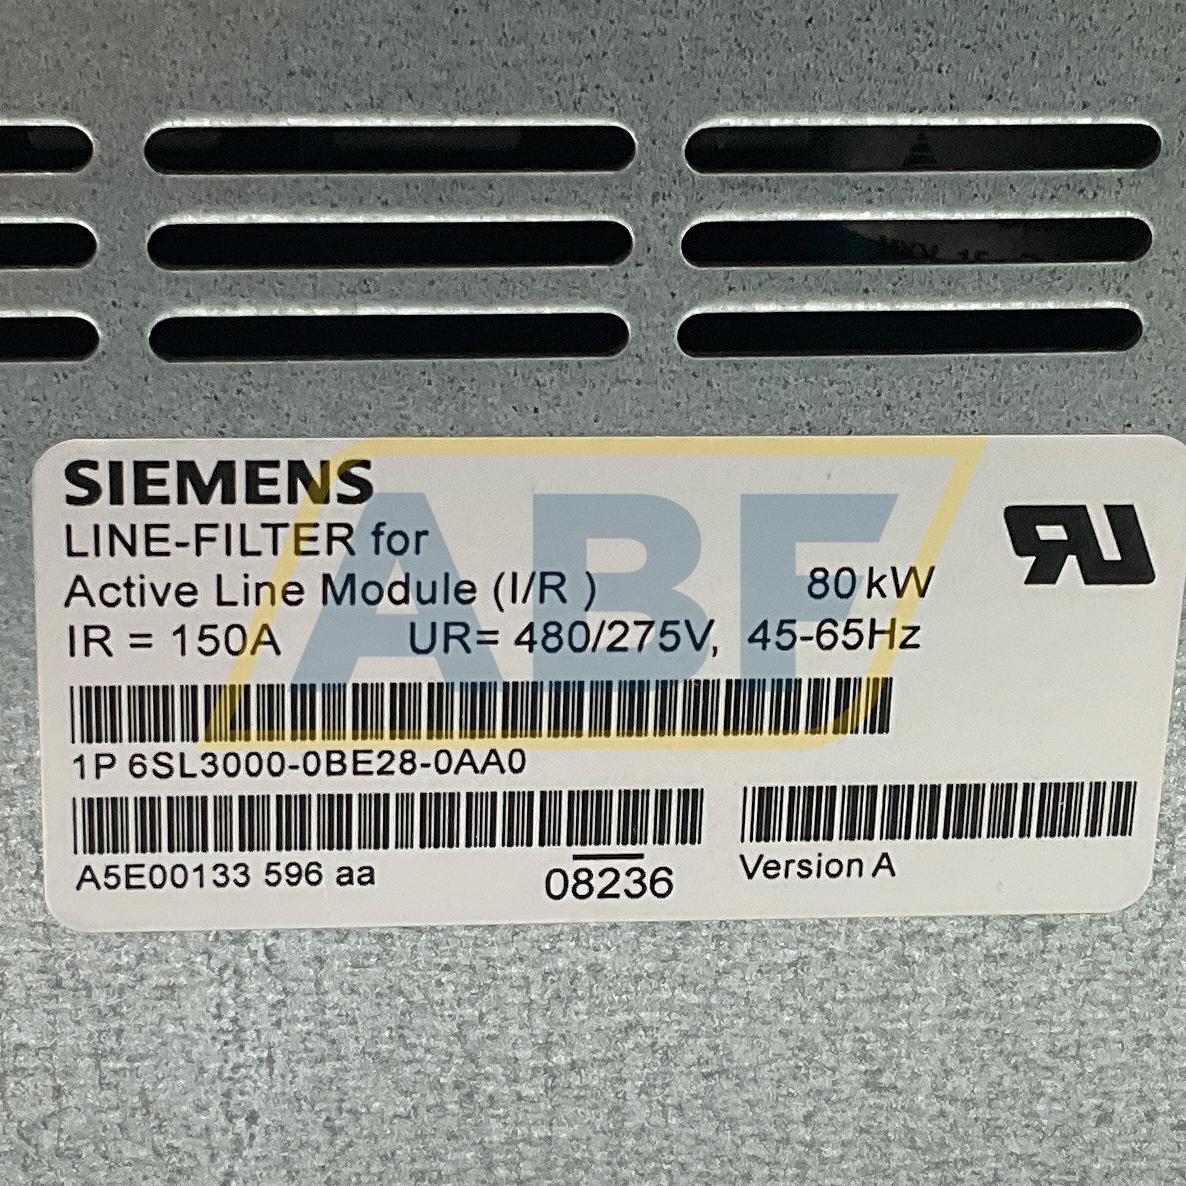 SIEMENS
LINE-FILTER for
Active Line Module (I/R ) 80 kW
IR = 150A UR= 480/275V, 45-65Hz
1P 6SL3000-0BE28-0AA0
A5E00133 596 aa 08236 Version A
ABF